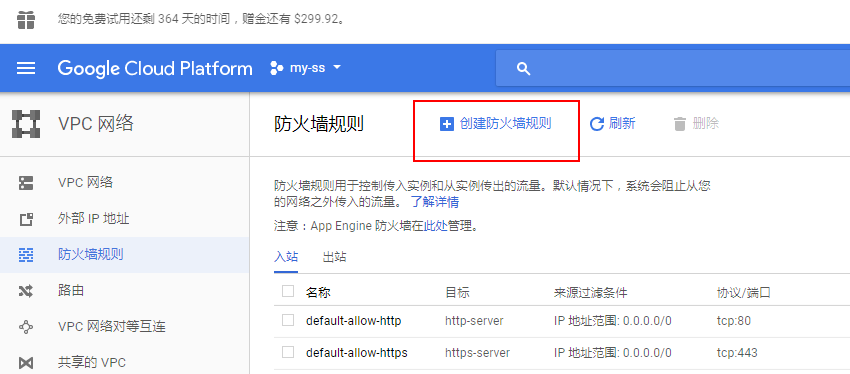 您的免费试用还剩 364 天的时间，赠金还有 $299.92。
Google Cloud Platform my-ss
VPC 网络
防火墙规则 创建防火墙规则 刷新 删除
VPC 网络
外部 IP 地址
防火墙规则
路由
VPC 网络对等互连
共享的 VPC
防火墙规则用于控制传入实例和从实例传出的流量。默认情况下，系统会阻止从您
的网络之外传入的流量。 了解详情
注意：App Engine 防火墙在此处管理。
入站 出站
名称 目标 来源过滤条件 协议/端口
default-allow-http http-server IP 地址范围: 0.0.0.0/0 tcp:80
default-allow-https https-server IP 地址范围: 0.0.0.0/0 tcp:443